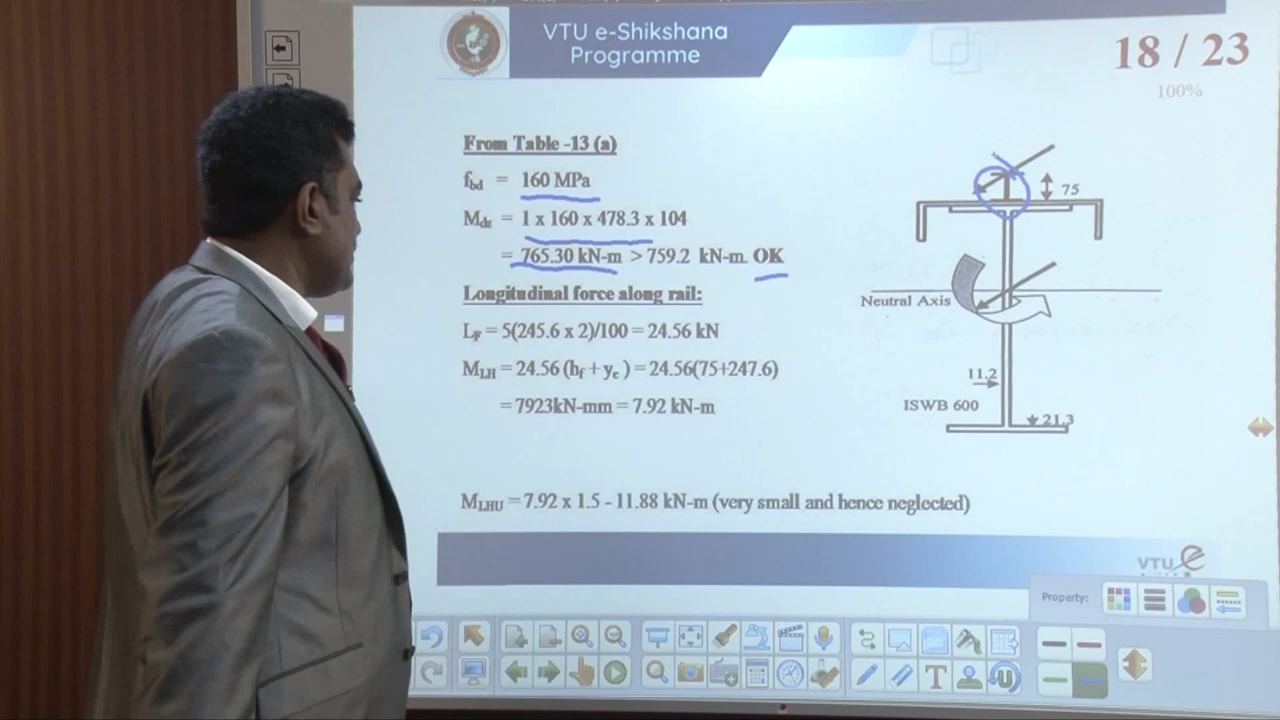 VTU e-Shikshana
Programme
18 / 23
100%
From Table -13 (a)
fbd = 160 MPa
Mdz = 1 x 160 x 478.3 x 104
= 765.30 kN-m > 759.2 kN-m. OK
Longitudinal force along rail:
LF = 5(245.6 x 2)/100 = 24.56 kN
MLH = 24.56 (hf + yc ) = 24.56(75+247.6)
= 7923kN-mm = 7.92 kN-m
MLHU = 7.92 x 1.5 - 11.88 kN-m (very small and hence neglected)
75
Neutral Axis
11.2
ISWB 600
21.3
VTU e
Property:
T